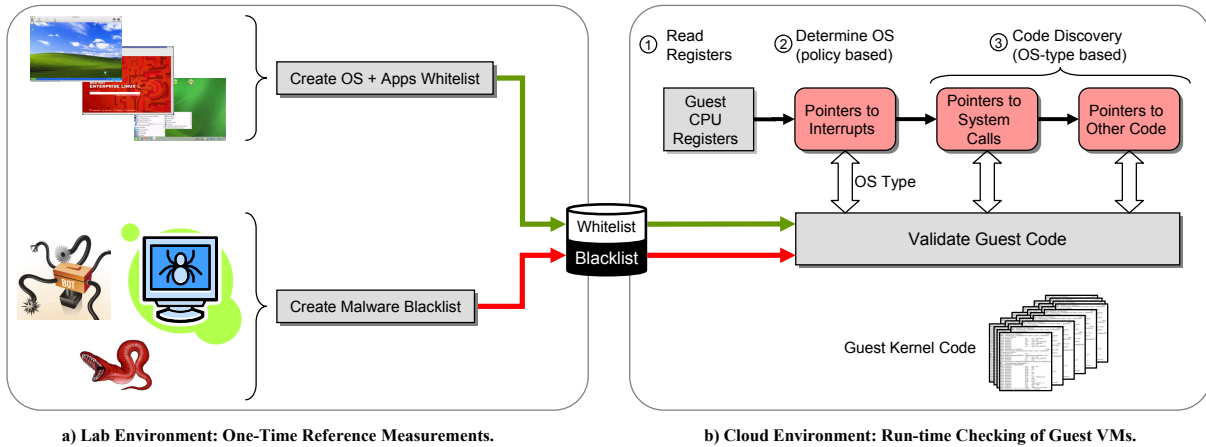 Create OS + Apps Whitelist
ENTERPRISE LINUX
BOT
Create Malware Blacklist
Whitelist
Blacklist
1 Read
Registers
2 Determine OS
(policy based)
3 Code Discovery
(OS-type based)
Guest
CPU
Registers
Pointers to
Interrupts
Pointers to
System
Calls
Pointers to
Other Code
OS Type
Validate Guest Code
Guest Kernel Code
a) Lab Environment: One-Time Reference Measurements.
b) Cloud Environment: Run-time Checking of Guest VMs.